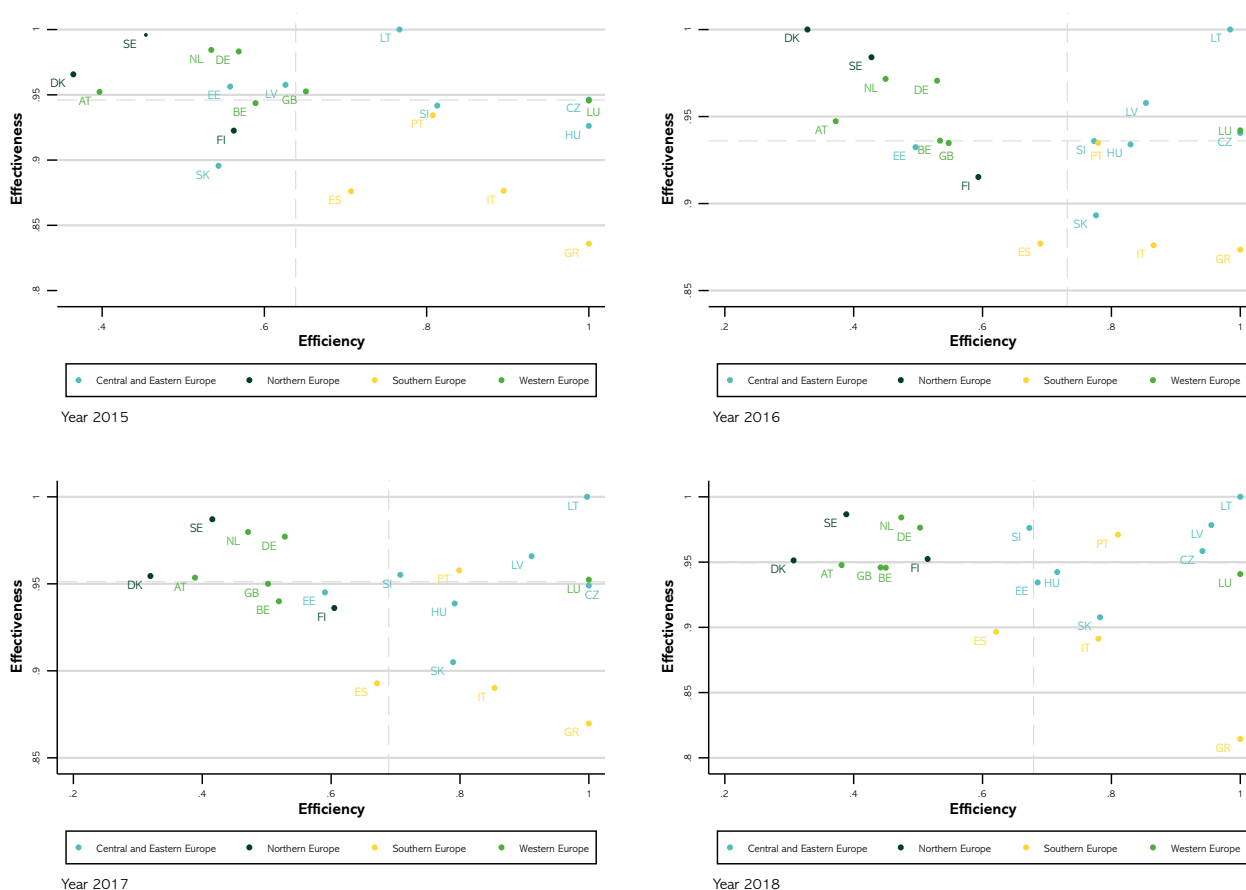 Effectiveness
1
.95
.9
.85
.8
SE
NL
DE
LT
DK
AT
EE
LV
GB
BE
SI
PT
CZ
LU
FI
HU
SK
ES
IT
GR
.4
.6
.8
1
Efficiency
Central and Eastern Europe
Northern Europe
Southern Europe
Western Europe
Year 2015
Effectiveness
1
.95
.9
.85
DK
LT
SE
NL
DE
LV
AT
LU
CZ
EE
BE
GB
SI
PT
HU
FI
SK
ES
IT
GR
.2
.4
.6
.8
1
Efficiency
Central and Eastern Europe
Northern Europe
Southern Europe
Western Europe
Year 2016
Effectiveness
1
.95
.9
.85
LT
SE
NL
DE
LV
DK
AT
GB
BE
EE
FI
SI
PT
HU
LU
CZ
SK
ES
IT
GR
.2
.4
.6
.8
1
Efficiency
Central and Eastern Europe
Northern Europe
Southern Europe
Western Europe
Year 2017
Effectiveness
1
.95
.9
.85
.8
LT
SE
NL
DE
SI
PT
LV
CZ
DK
AT
GB
BE
FI
EE
HU
LU
SK
ES
IT
GR
.2
.4
.6
.8
1
Efficiency
Central and Eastern Europe
Northern Europe
Southern Europe
Western Europe
Year 2018